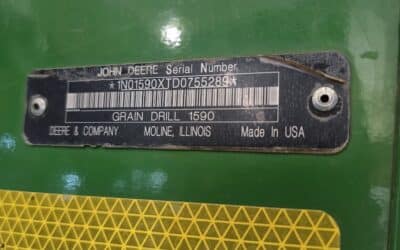 JOHN DEERE Serial Number
*1N01590XTD0755289*
GRAIN DRILL 1590
DEERE & COMPANY MOLINE, ILLINOIS Made In USA